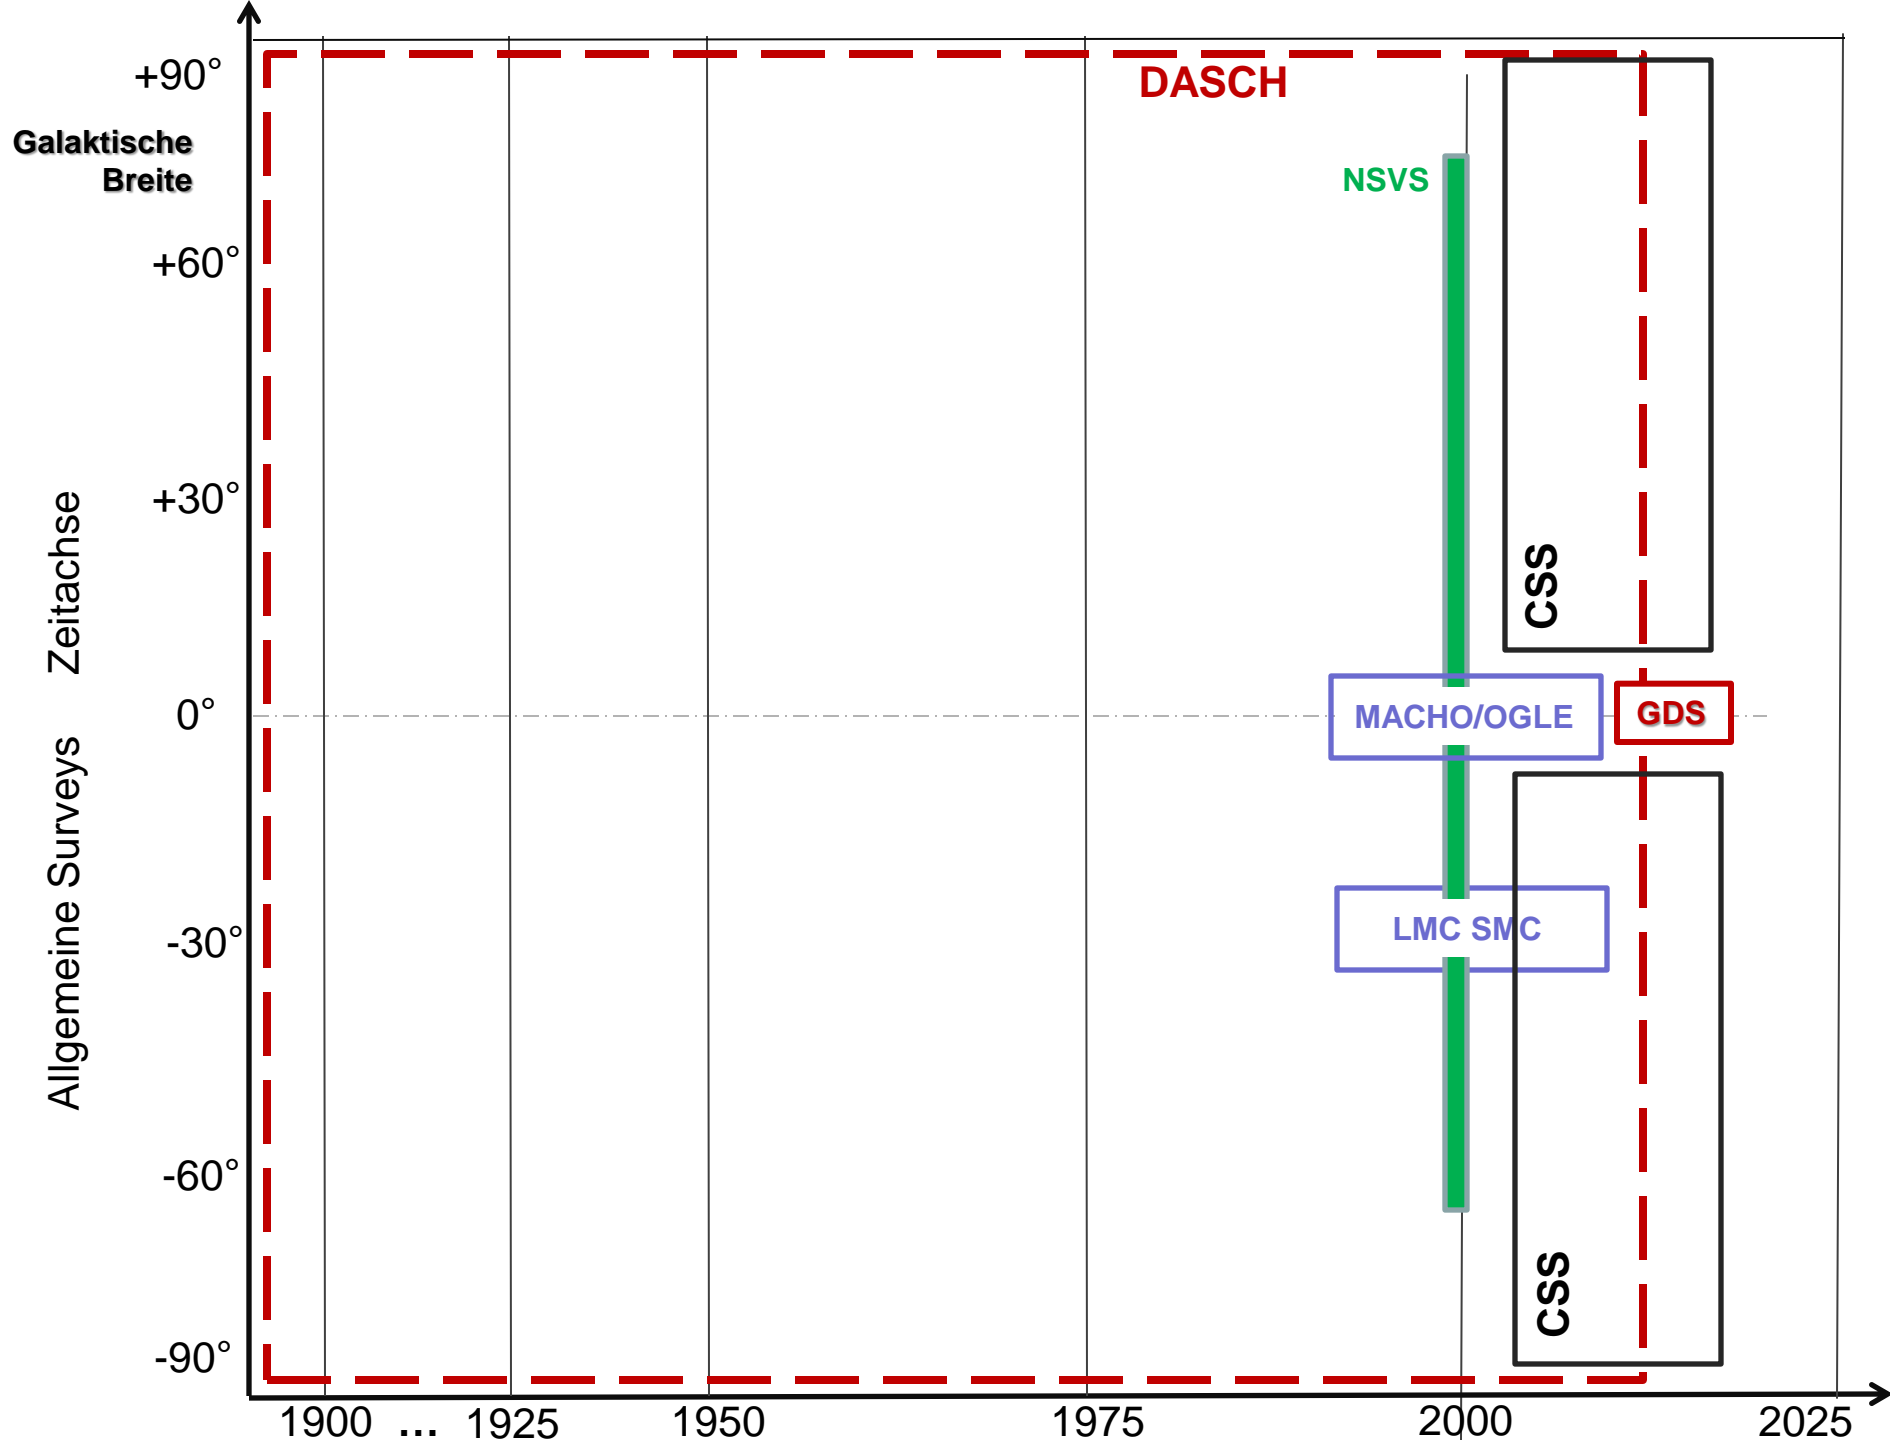 +90°
DASCH
Galaktische
Breite
NSVS
+60°
+30°
Zeitachse
CSS
0°
MACHO/OGLE
GDS
Allgemeine Surveys
-30°
LMC SMC
-60°
CSS
-90°
1900 ... 1925 1950 1975 2000 2025